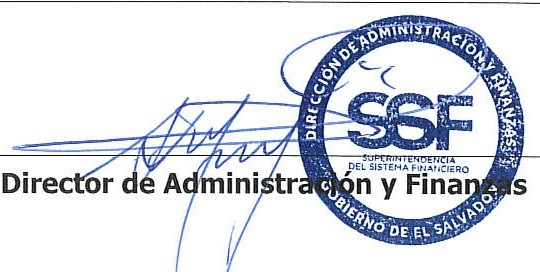 DIRECCIÓN DE ADMINISTRACIÓN Y FINANZAS
SSF
SUPERINTENDENCIA
DEL SISTEMA FINANCIERO
GOBIERNO DE EL SALVADOR
Director de Administración y Finanzas